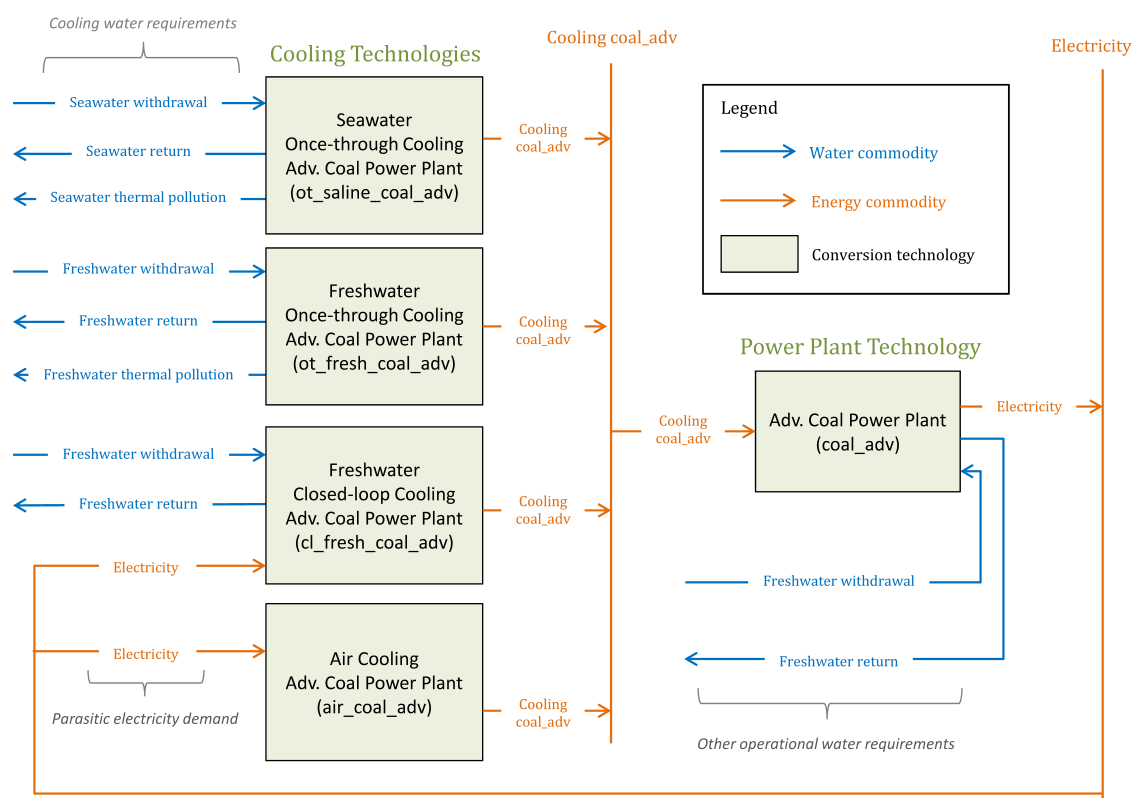 Cooling water requirements
Cooling Technologies
Cooling coal_adv
Electricity
Seawater withdrawal
Seawater return
Seawater thermal pollution
Seawater
Once-through Cooling
Adv. Coal Power Plant
(ot_saline_coal_adv)
Cooling
coal_adv
Legend
Water commodity
Energy commodity
Conversion technology
Freshwater withdrawal
Freshwater return
Freshwater thermal pollution
Freshwater
Once-through Cooling
Adv. Coal Power Plant
(ot_fresh_coal_adv)
Cooling
coal_adv
Power Plant Technology
Cooling
coal_adv
Adv. Coal Power Plant
(coal_adv)
Electricity
Freshwater withdrawal
Freshwater return
Electricity
Freshwater
Closed-loop Cooling
Adv. Coal Power Plant
(cl_fresh_coal_adv)
Cooling
coal_adv
Freshwater withdrawal
Freshwater return
Other operational water requirements
Electricity
Parasitic electricity demand
Air Cooling
Adv. Coal Power Plant
(air_coal_adv)
Cooling
coal_adv